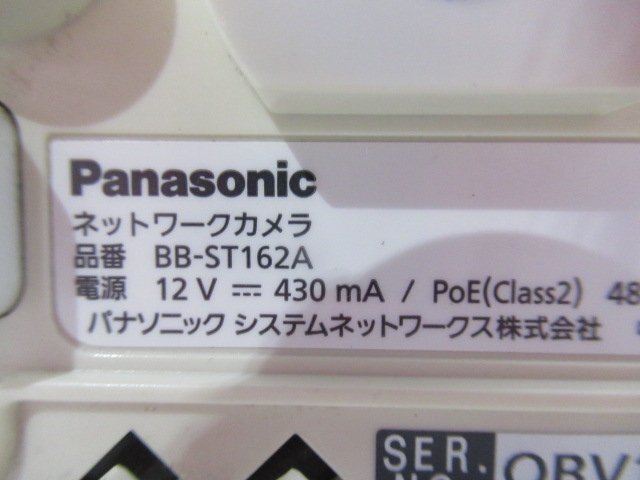 Panasonic
ネットワークカメラ
品番 BB-ST162A
電源 12 V ⎓ 430 mA / PoE(Class2) 48
パナソニック システムネットワークス株式会社
SER.
NO.